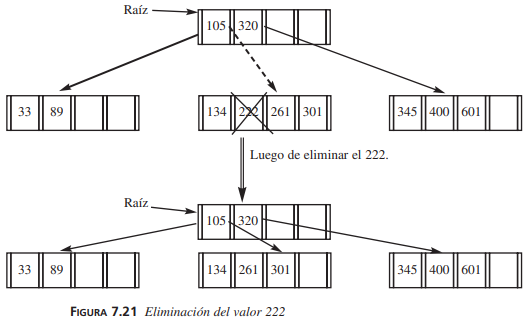 Raíz
105 320
33 89
134 222 261 301
345 400 601
Luego de eliminar el 222.
Raíz
105 320
33 89
134 261 301
345 400 601
FIGURA 7.21 Eliminación del valor 222